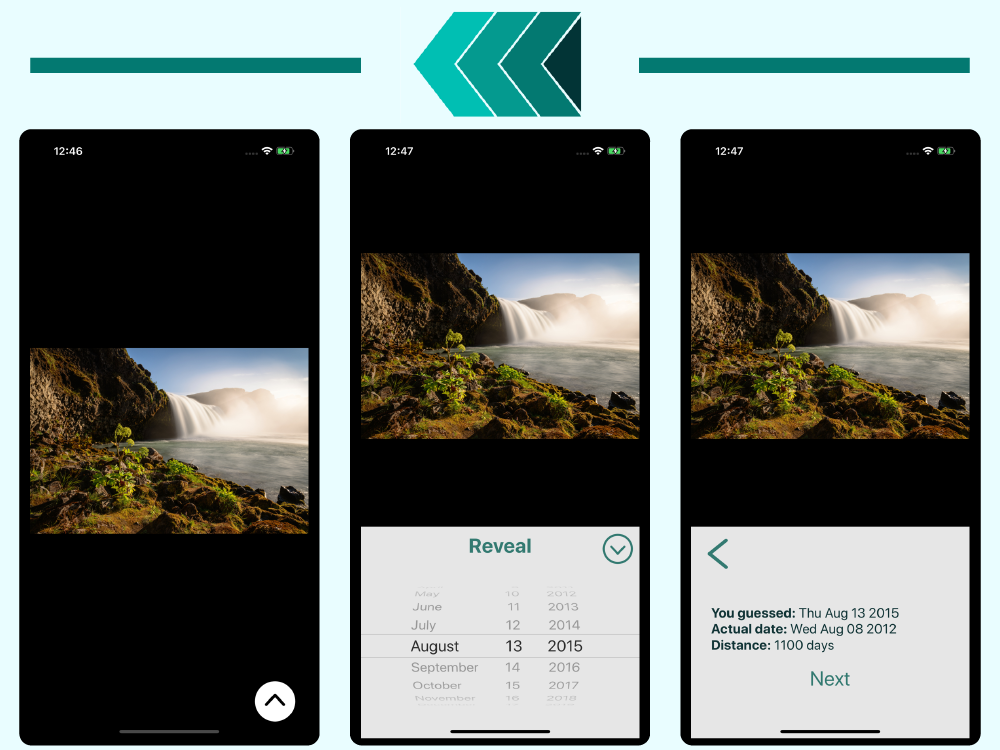 12:46
12:47
12:47
Reveal
May 10 2012
June 11 2013
July 12 2014
August 13 2015
September 14 2016
October 15 2017
November 16 2018
You guessed: Thu Aug 13 2015
Actual date: Wed Aug 08 2012
Distance: 1100 days
Next